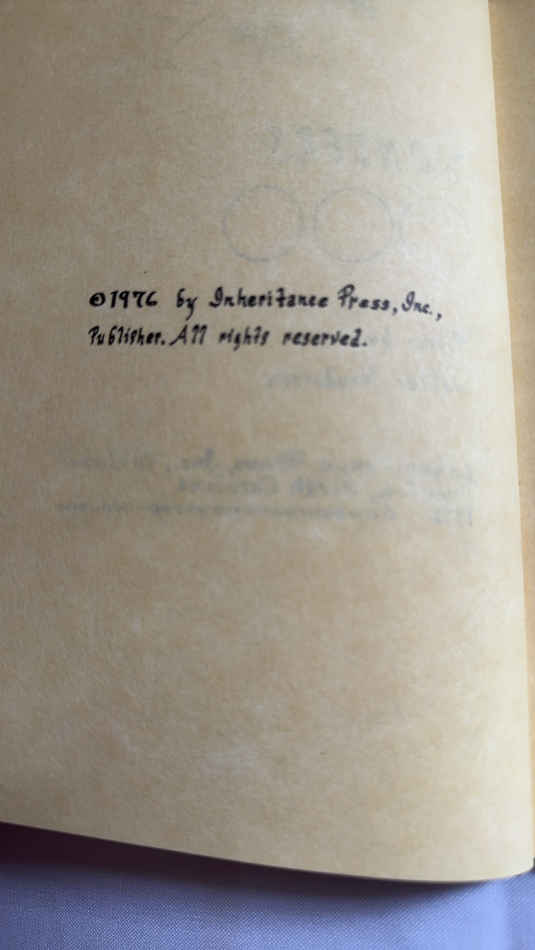 ©1976 by Inheritance Press, Inc.,
Publisher. All rights reserved.